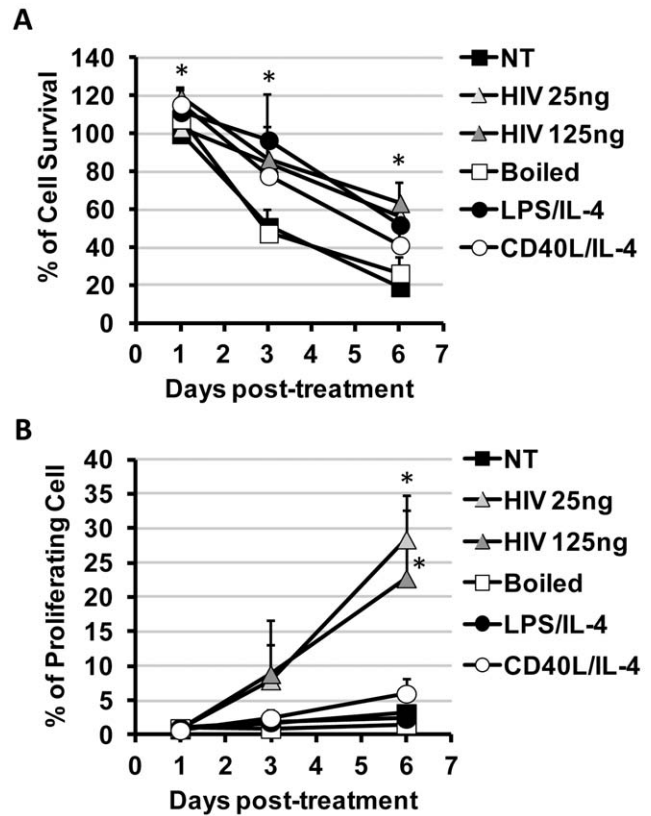 A
% of Cell Survival
140
120
100
80
60
40
20
0
*
*
*
0 1 2 3 4 5 6 7
Days post-treatment
NT
HIV 25ng
HIV 125ng
Boiled
LPS/IL-4
CD40L/IL-4
B
% of Proliferating Cell
40
35
30
25
20
15
10
5
0
*
*
0 1 2 3 4 5 6 7
Days post-treatment
NT
HIV 25ng
HIV 125ng
Boiled
LPS/IL-4
CD40L/IL-4